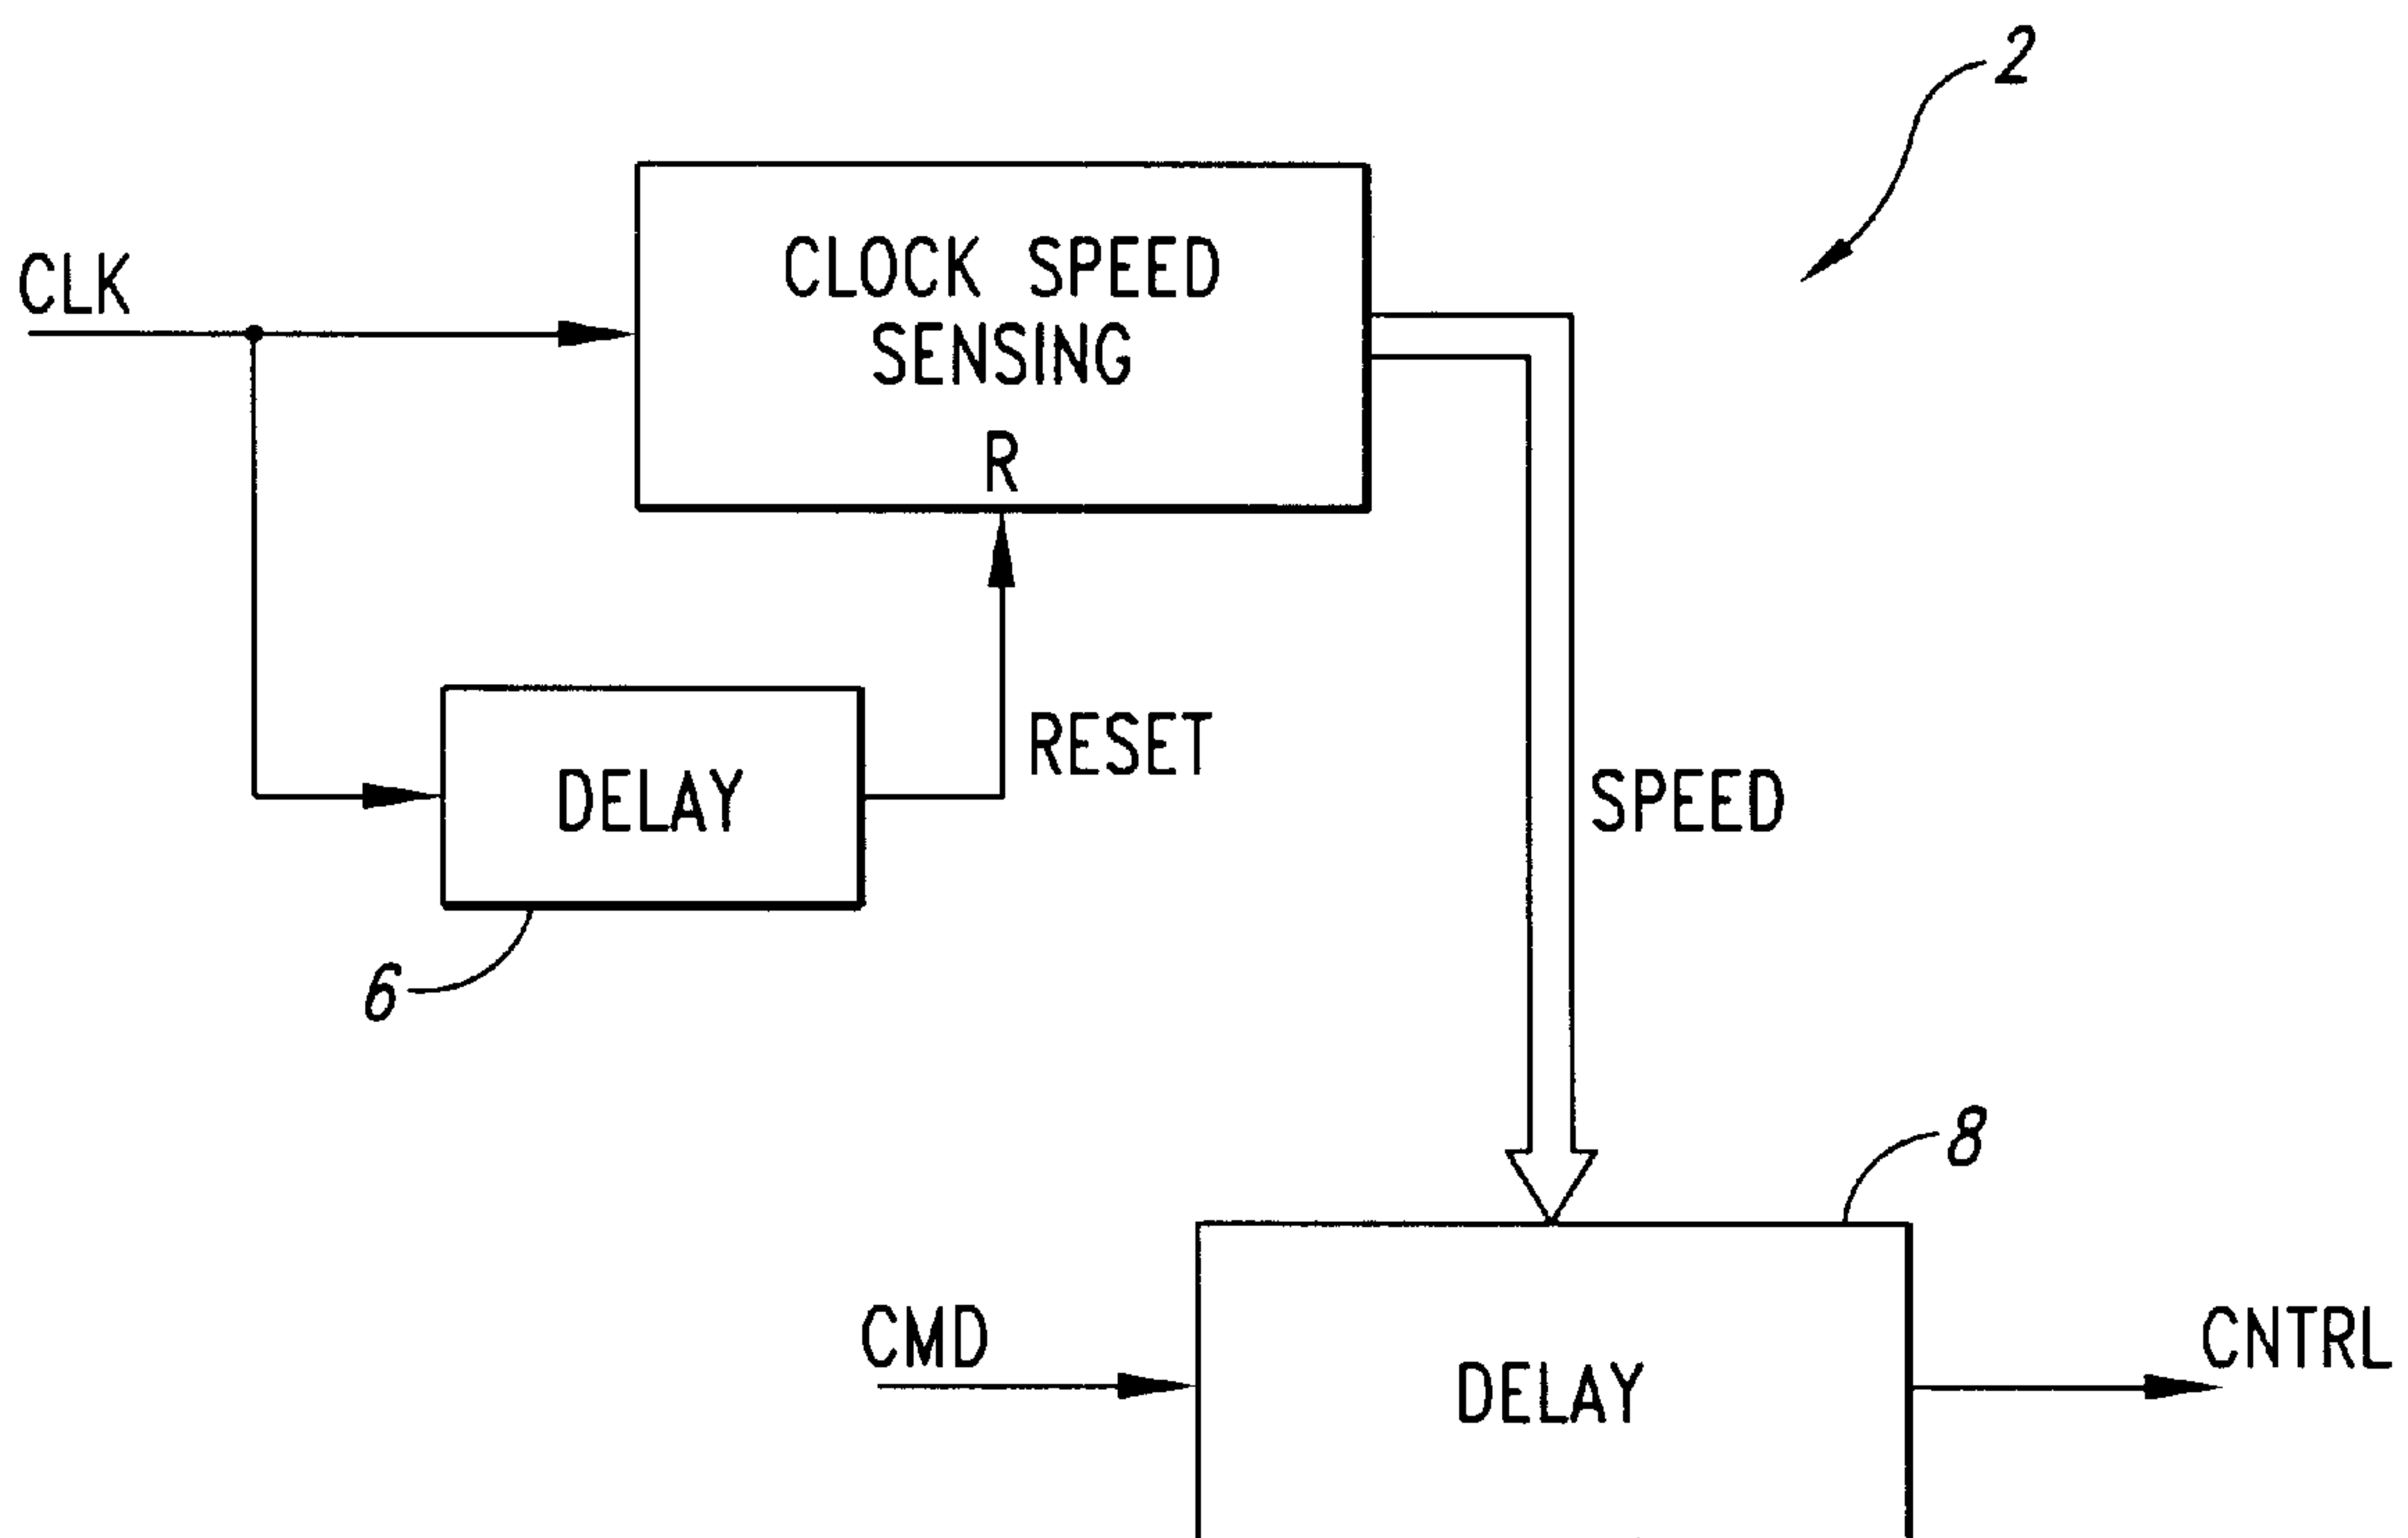 2
CLK
CLOCK SPEED
SENSING
R
RESET
DELAY
SPEED
6
8
CMD
DELAY
CNTRL